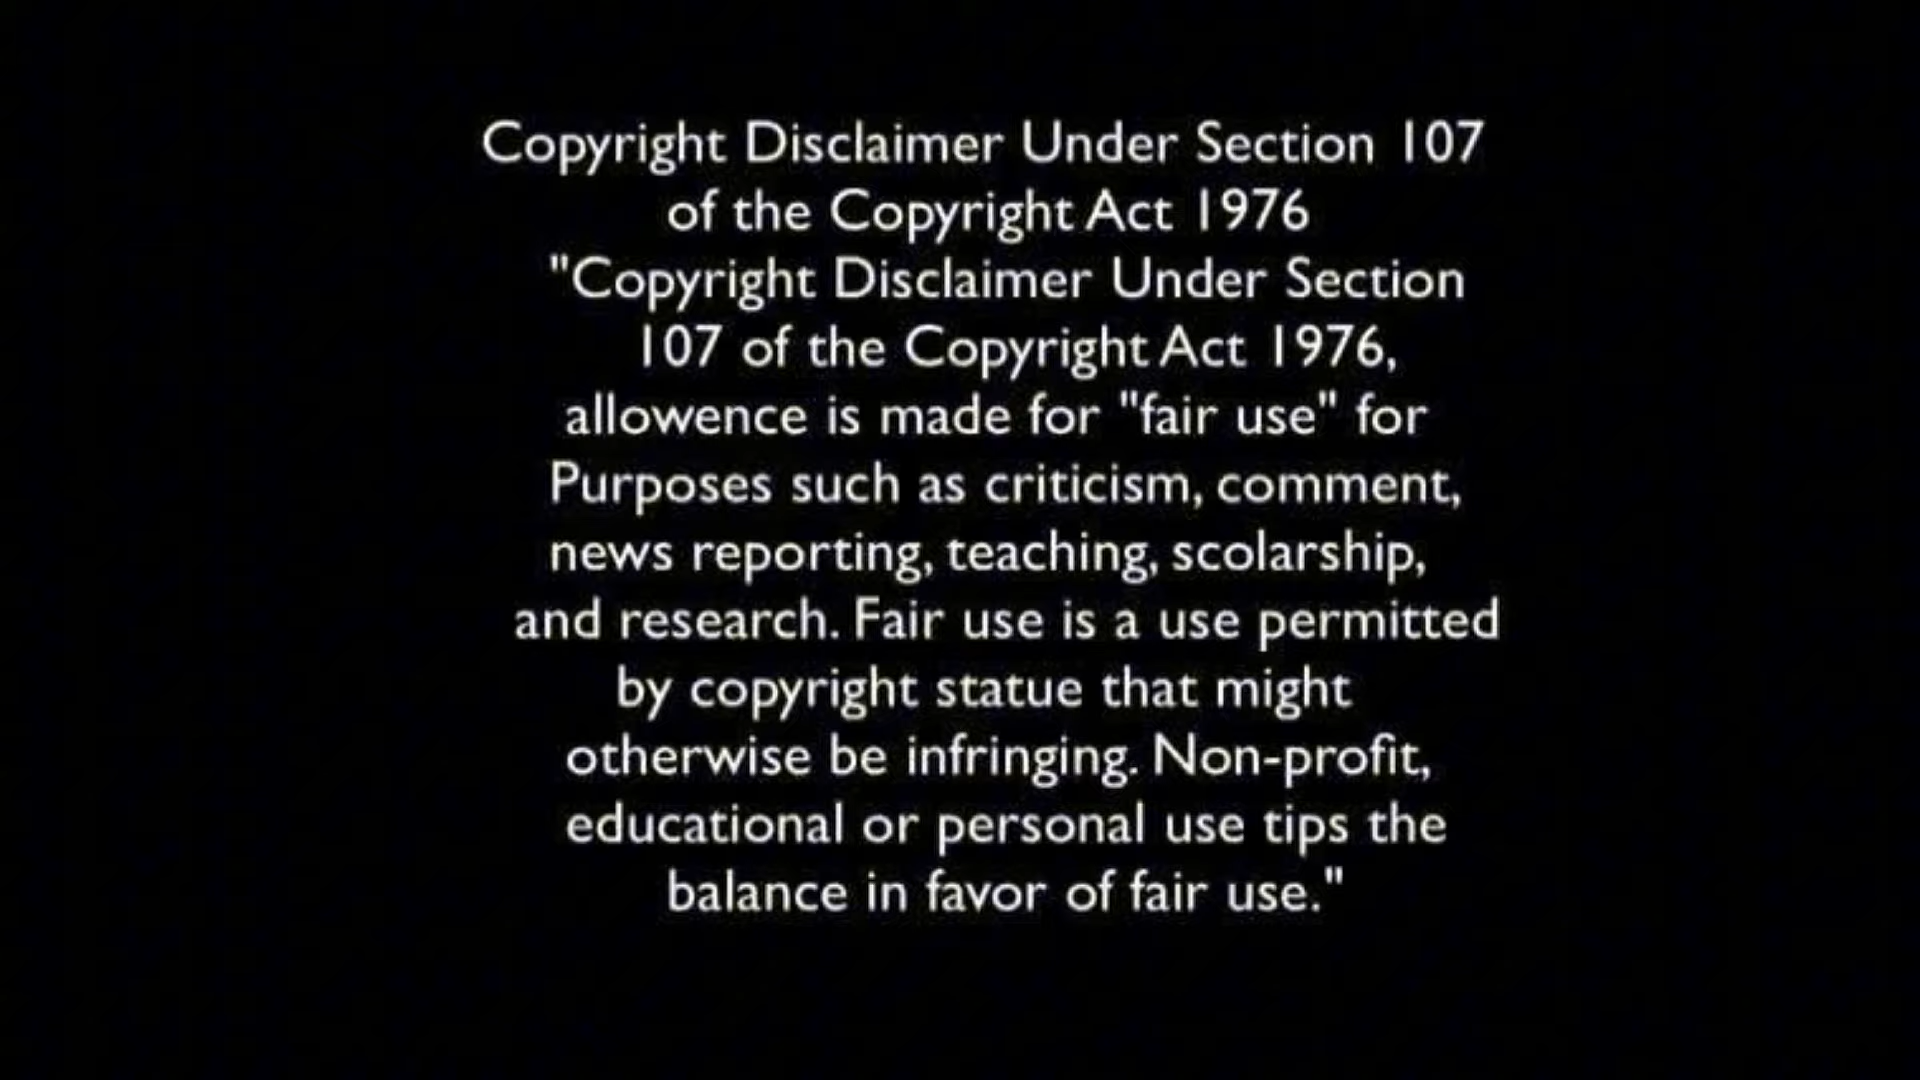 Copyright Disclaimer Under Section 107
of the Copyright Act 1976
"Copyright Disclaimer Under Section
107 of the Copyright Act 1976,
allowence is made for "fair use" for
Purposes such as criticism, comment,
news reporting, teaching, scolarship,
and research. Fair use is a use permitted
by copyright statue that might
otherwise be infringing. Non-profit,
educational or personal use tips the
balance in favor of fair use."